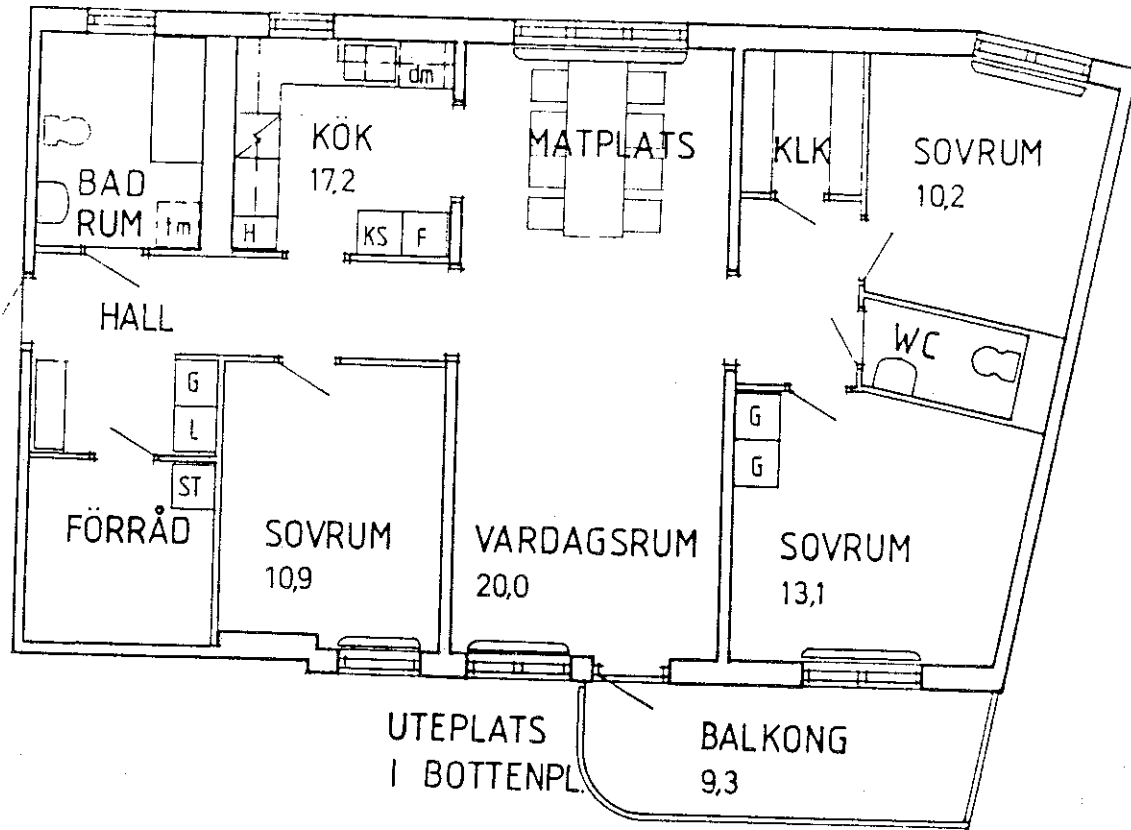 dm
KÖK
17,2
MATPLATS
KLK
SOVRUM
10,2
BAD
RUM
tm
H
KS F
HALL
WC
G
L
G
G
ST
FÖRRÅD
SOVRUM
10,9
VARDAGSRUM
20,0
SOVRUM
13,1
UTEPLATS
I BOTTENPL.
BALKONG
9,3